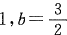 1, b = 3/2